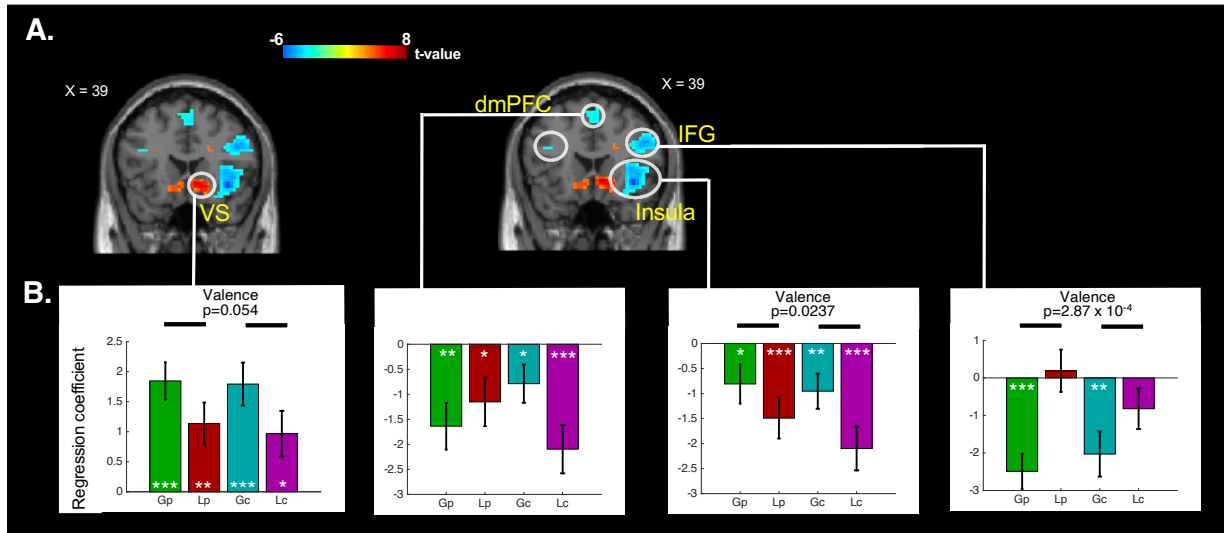 A.
-6
8
t-value
X = 39
X = 39
dmPFC
IFG
VS
Insula
B.
Valence
p=0.054
Regression coefficient
2.5
2
1.5
1
0.5
0
***
**
***
*
Gp
Lp
Gc
Lc
0
-0.5
-1
-1.5
-2
-2.5
-3
**
*
*
***
Gp
Lp
Gc
Lc
Valence
p=0.0237
0
-0.5
-1
-1.5
-2
-2.5
-3
*
***
**
***
Gp
Lp
Gc
Lc
Valence
p=2.87 x 10⁻⁴
1
0
-1
-2
-3
***
**
Gp
Lp
Gc
Lc